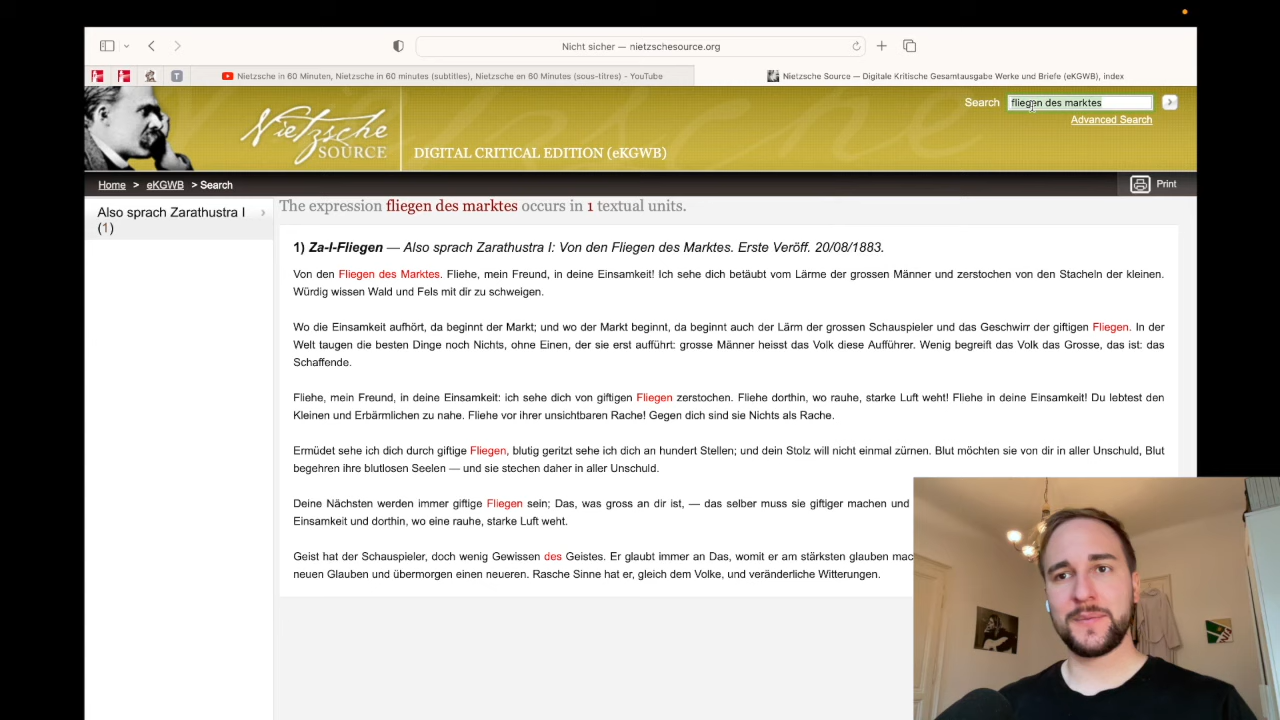 Nicht sicher — nietzschesource.org
Nietzsche in 60 Minuten, Nietzsche in 60 minutes (subtitles), Nietzsche en 60 Minutes (sous-titres) - YouTube
Nietzsche Source — Digitale Kritische Gesamtausgabe Werke und Briefe (eKGWB), index
Nietzsche
SOURCE
DIGITAL CRITICAL EDITION (eKGWB)
Search
fliegen des marktes
Advanced Search
Home > eKGWB > Search
Print
Also sprach Zarathustra I
(1)
The expression fliegen des marktes occurs in 1 textual units.
1) Za-I-Fliegen — Also sprach Zarathustra I: Von den Fliegen des Marktes. Erste Veröff. 20/08/1883.
Von den Fliegen des Marktes. Fliehe, mein Freund, in deine Einsamkeit! Ich sehe dich betäubt vom Lärme der grossen Männer und zerstochen von den Stacheln der kleinen.
Würdig wissen Wald und Fels mit dir zu schweigen.
Wo die Einsamkeit aufhört, da beginnt der Markt; und wo der Markt beginnt, da beginnt auch der Lärm der grossen Schauspieler und das Geschwirr der giftigen Fliegen. In der
Welt taugen die besten Dinge noch Nichts, ohne Einen, der sie erst aufführt: grosse Männer heisst das Volk diese Aufführer. Wenig begreift das Volk das Grosse, das ist: das
Schaffende.
Fliehe, mein Freund, in deine Einsamkeit: ich sehe dich von giftigen Fliegen zerstochen. Fliehe dorthin, wo rauhe, starke Luft weht! Fliehe in deine Einsamkeit! Du lebtest den
Kleinen und Erbärmlichen zu nahe. Fliehe vor ihrer unsichtbaren Rache! Gegen dich sind sie Nichts als Rache.
Ermüdet sehe ich dich durch giftige Fliegen, blutig geritzt sehe ich dich an hundert Stellen; und dein Stolz will nicht einmal zürnen. Blut möchten sie von dir in aller Unschuld, Blut
begehren ihre blutlosen Seelen — und sie stechen daher in aller Unschuld.
Deine Nächsten werden immer giftige Fliegen sein; Das, was gross an dir ist, — das selber muss sie giftiger machen und
Einsamkeit und dorthin, wo eine rauhe, starke Luft weht.
Geist hat der Schauspieler, doch wenig Gewissen des Geistes. Er glaubt immer an Das, womit er am stärksten glauben mac
neuen Glauben und übermorgen einen neueren. Rasche Sinne hat er, gleich dem Volke, und veränderliche Witterungen.